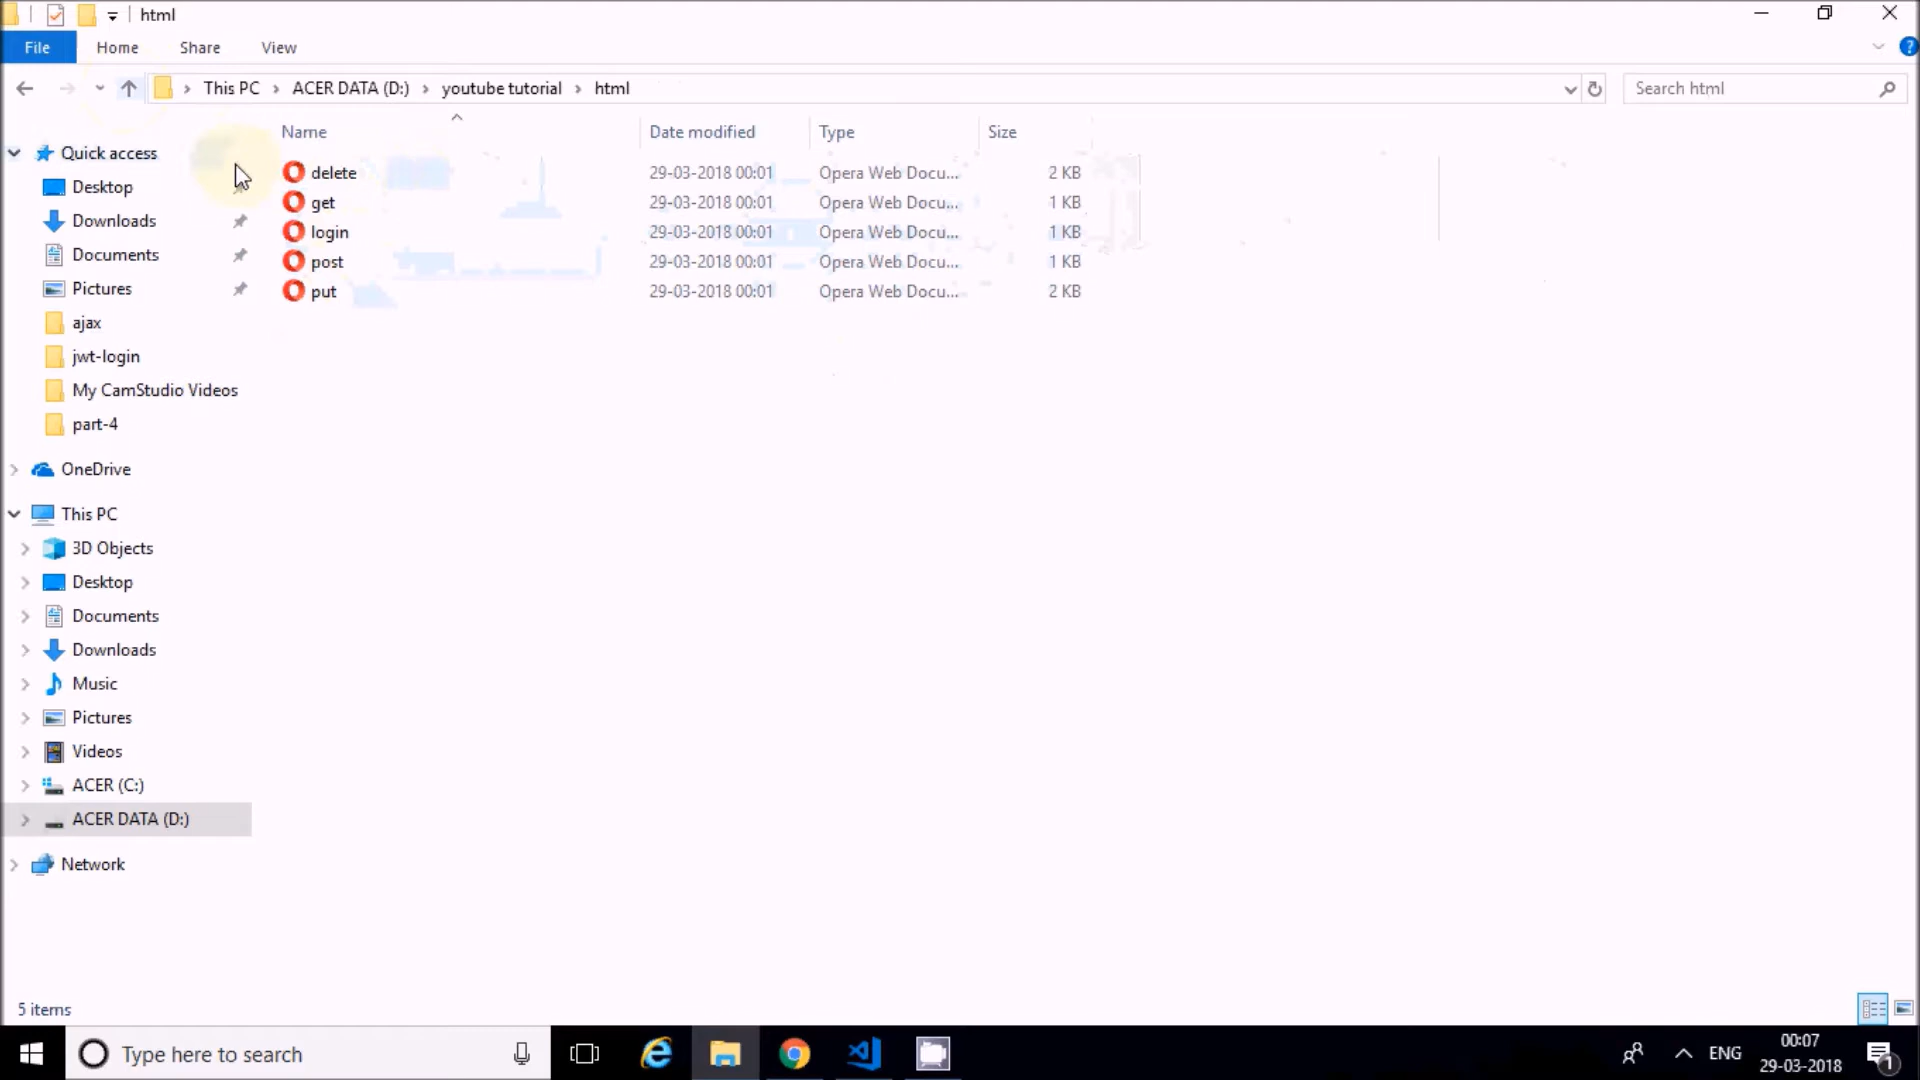 html
File Home Share View
This PC ACER DATA (D:) youtube tutorial html
Search html
Name Date modified Type Size
Quick access
Desktop
Downloads
Documents
Pictures
ajax
jwt-login
My CamStudio Videos
part-4
OneDrive
This PC
3D Objects
Desktop
Documents
Downloads
Music
Pictures
Videos
ACER (C:)
ACER DATA (D:)
Network
delete 29-03-2018 00:01 Opera Web Docu... 2 KB
get 29-03-2018 00:01 Opera Web Docu... 1 KB
login 29-03-2018 00:01 Opera Web Docu... 1 KB
post 29-03-2018 00:01 Opera Web Docu... 1 KB
put 29-03-2018 00:01 Opera Web Docu... 2 KB
5 items
Type here to search
ENG
00:07
29-03-2018
1